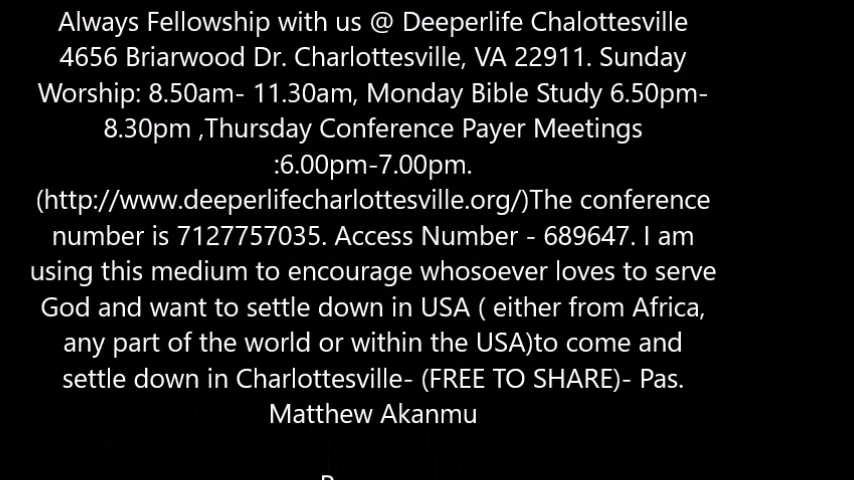 Always Fellowship with us @ Deeperlife Chalottesville
4656 Briarwood Dr. Charlottesville, VA 22911. Sunday
Worship: 8.50am- 11.30am, Monday Bible Study 6.50pm-
8.30pm ,Thursday Conference Payer Meetings
:6.00pm-7.00pm.
(http://www.deeperlifecharlottesville.org/)The conference
number is 7127757035. Access Number - 689647. I am
using this medium to encourage whosoever loves to serve
God and want to settle down in USA ( either from Africa,
any part of the world or within the USA)to come and
settle down in Charlottesville- (FREE TO SHARE)- Pas.
Matthew Akanmu